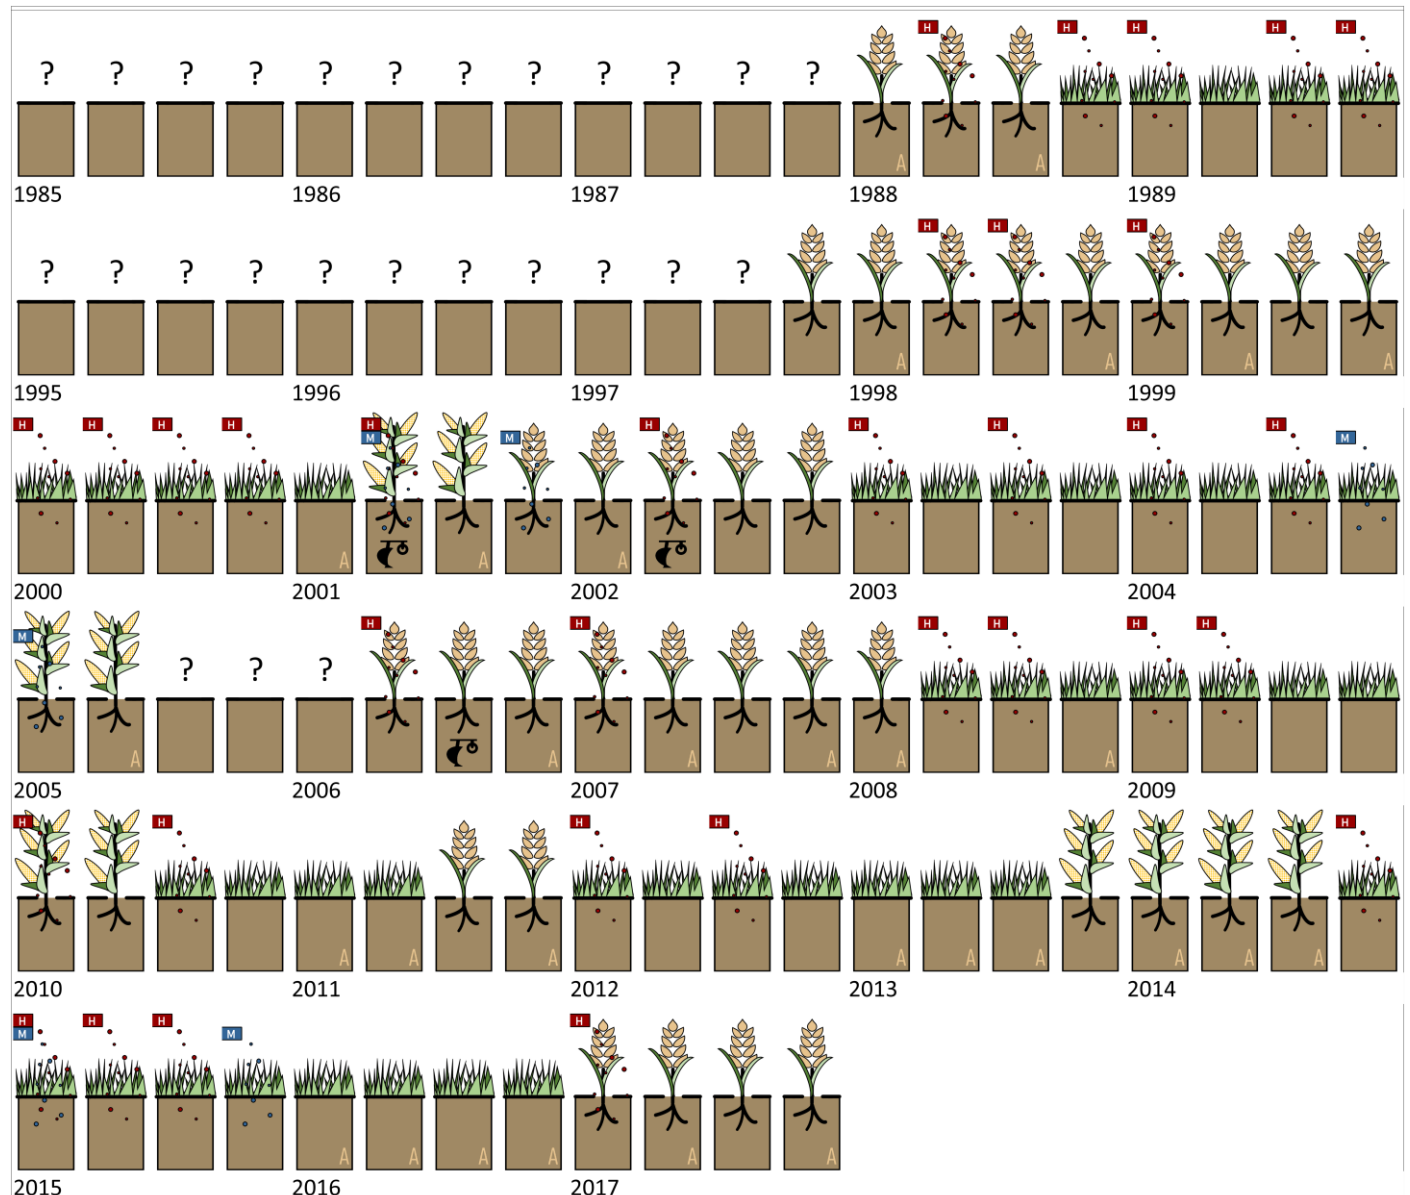 H H H H H
? ? ? ? ? ? ? ? ? ? ? ?
A A
1985 1986 1987 1988 1989
H H H
? ? ? ? ? ? ? ? ? ? ?
A A A A
1995 1996 1997 1998 1999
H H H H H H H H H H
M M M
A A A
2000 2001 2002 2003 2004
H H H H H H
M
? ? ?
A A A A A A
2005 2006 2007 2008 2009
H H H H H
A A A A A A A A A
2010 2011 2012 2013 2014
H H H H
M M
A A A A A A A
2015 2016 2017